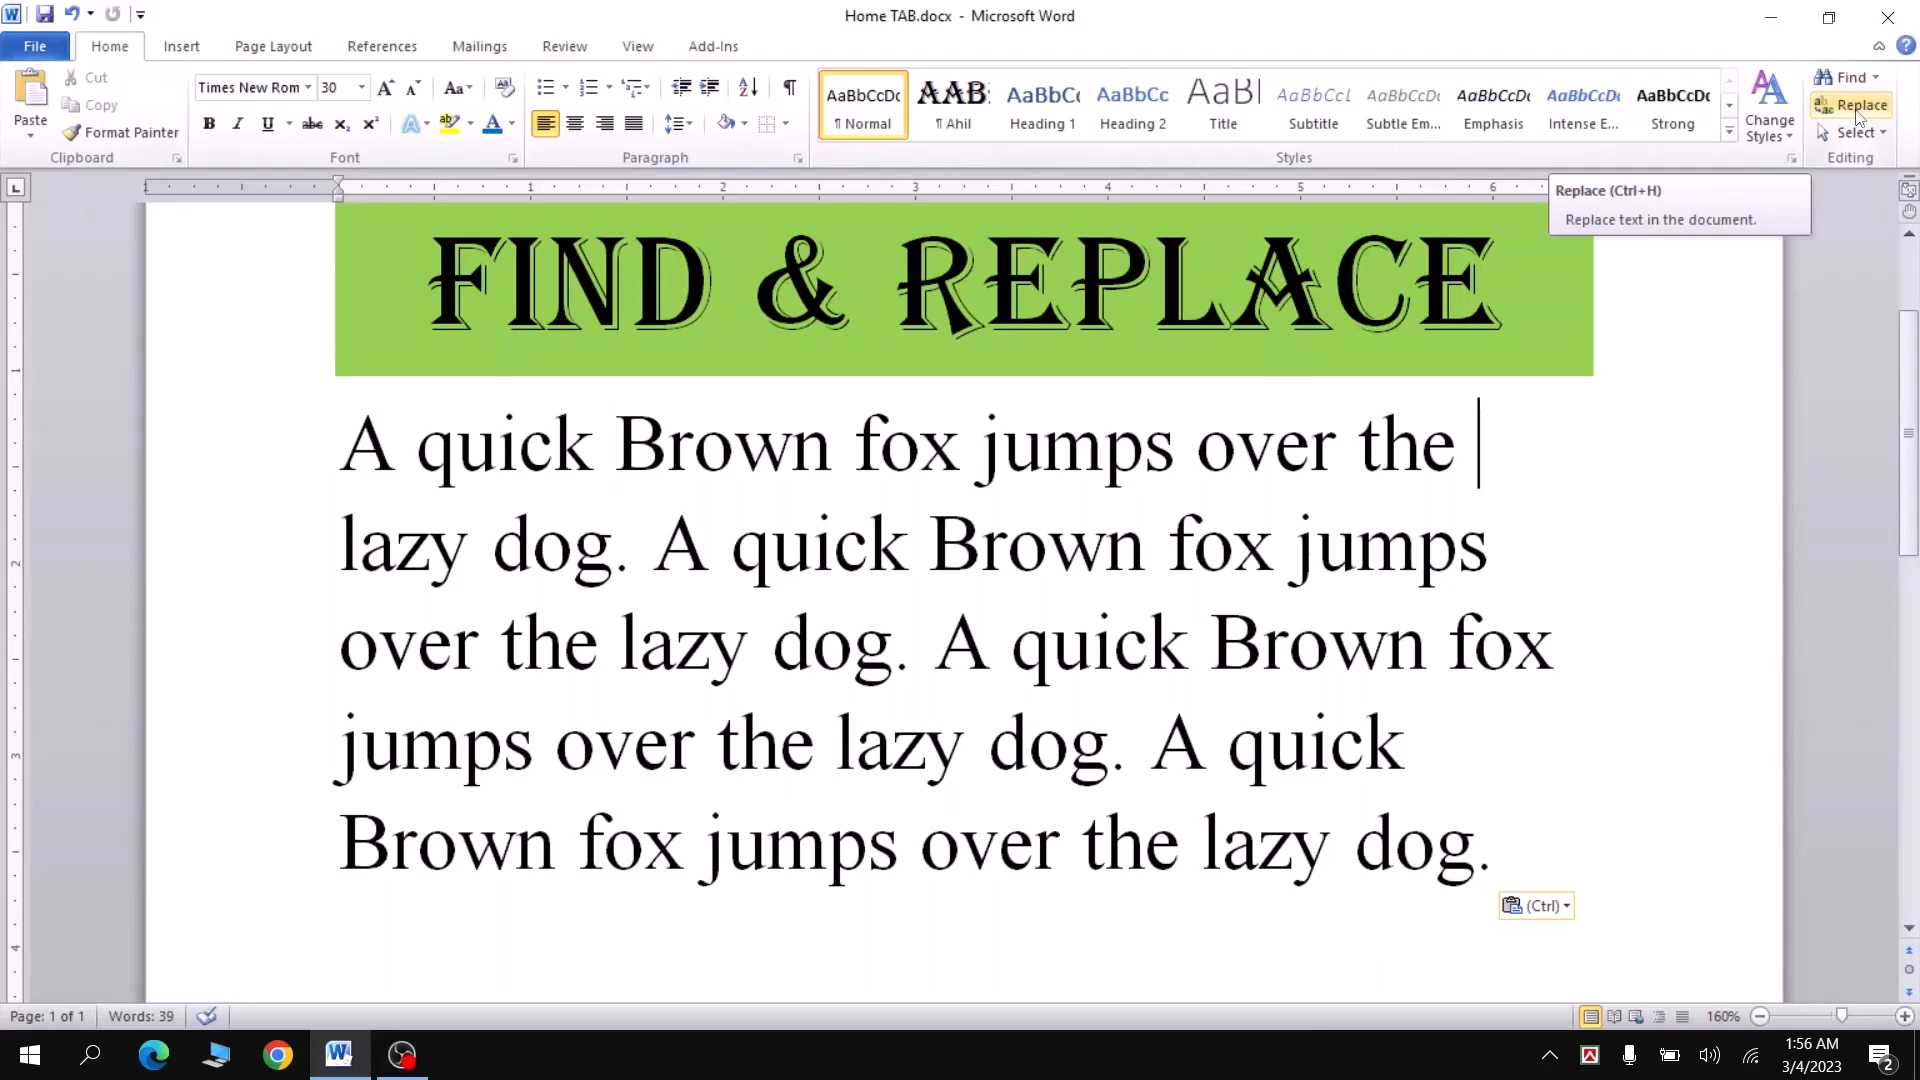 Home TAB.docx - Microsoft Word
File Home Insert Page Layout References Mailings Review View Add-Ins
Paste
Cut
Copy
Format Painter
Clipboard
Times New Rom 30
Font
Paragraph
AaBbCcDc ¶ Normal
AAB ¶ Ahil
AaBbC Heading 1
AaBbCc Heading 2
AaB Title
AaBbCcL Subtitle
AaBbCcDc Subtle Em...
AaBbCcDc Emphasis
AaBbCcDc Intense E...
AaBbCcDc Strong
Change Styles
Styles
Find
Replace
Select
Editing
Replace (Ctrl+H)
Replace text in the document.
FIND & REPLACE
A quick Brown fox jumps over the
lazy dog. A quick Brown fox jumps
over the lazy dog. A quick Brown fox
jumps over the lazy dog. A quick
Brown fox jumps over the lazy dog.
(Ctrl)
Page: 1 of 1 Words: 39 160%
1:56 AM
3/4/2023
2